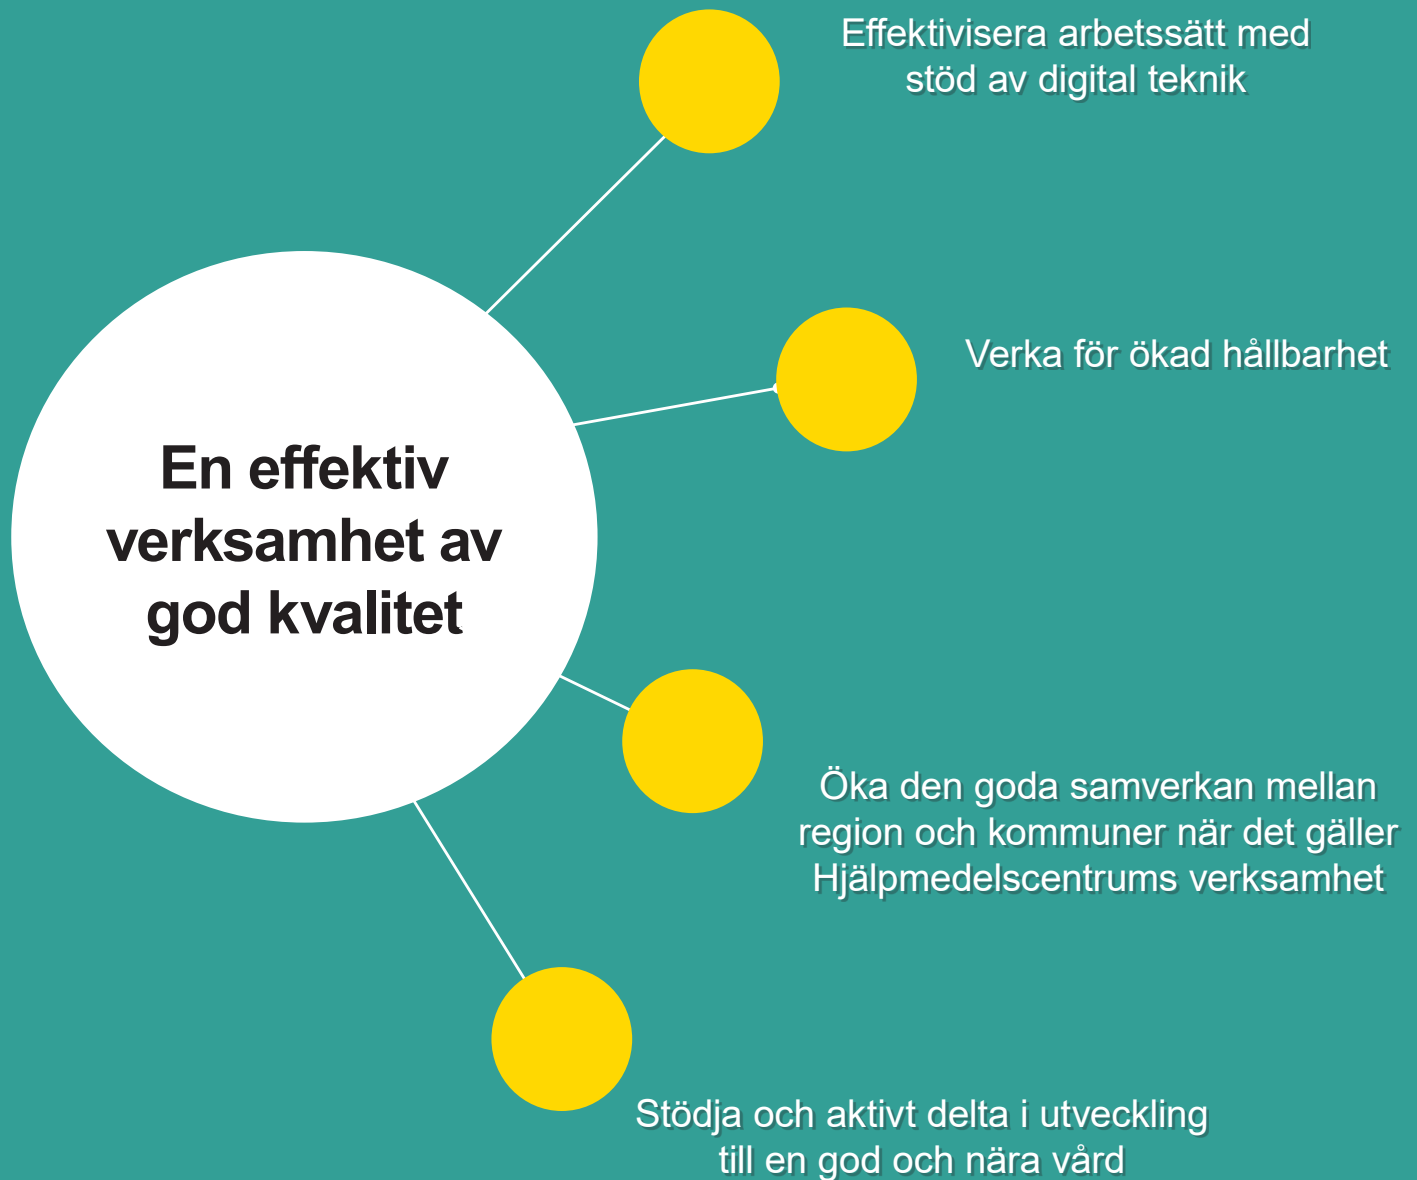 Effektivisera arbetssätt med
stöd av digital teknik
Verka för ökad hållbarhet
En effektiv
verksamhet av
god kvalitet
Öka den goda samverkan mellan
region och kommuner när det gäller
Hjälpmedelscentrums verksamhet
Stödja och aktivt delta i utveckling
till en god och nära vård